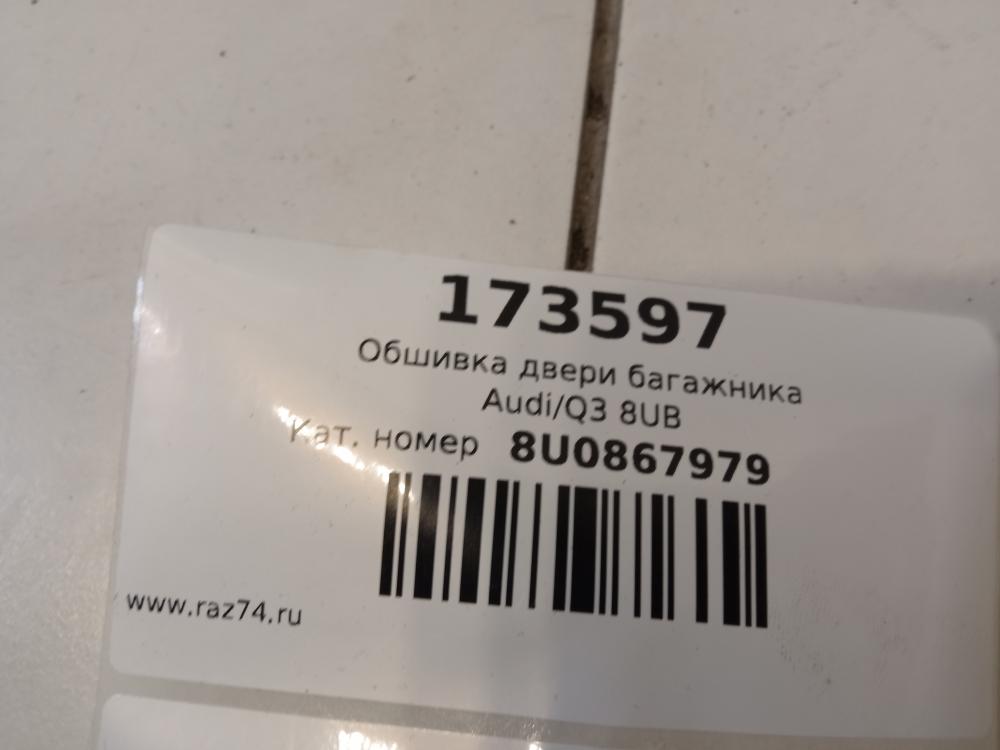 173597
Обшивка двери багажника
Audi/Q3 8UB
Кат. номер 8U0867979
www.raz74.ru